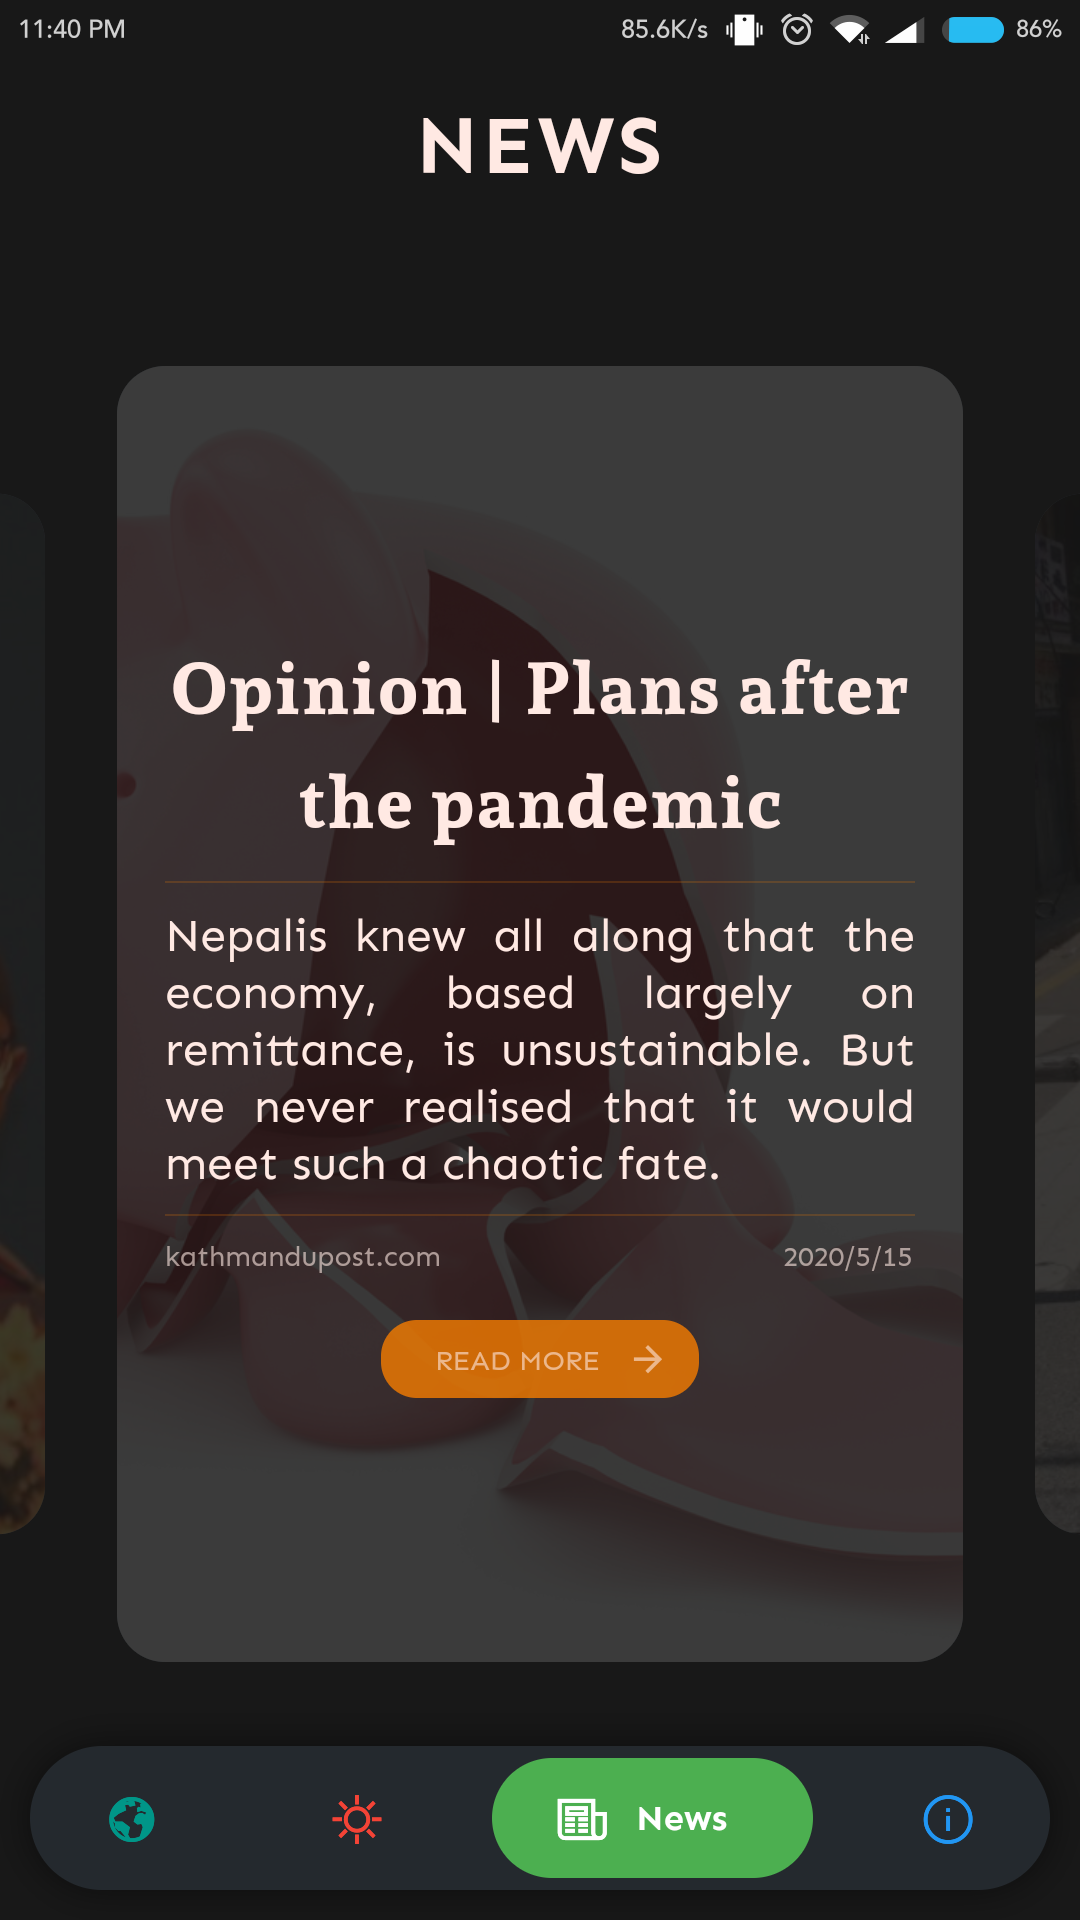 11:40 PM 85.6K/s 86%
NEWS
Opinion | Plans after
the pandemic
Nepalis knew all along that the
economy, based largely on
remittance, is unsustainable. But
we never realised that it would
meet such a chaotic fate.
kathmandupost.com 2020/5/15
READ MORE
News